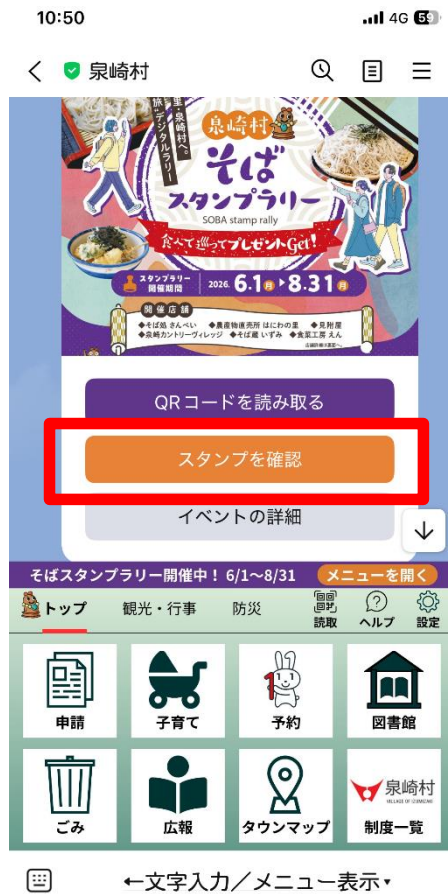 10:50
4G 59
泉崎村
里・泉崎村へ。
旅”デジタルラリー
泉崎村
そば
スタンプラリー
SOBA stamp rally
食べて巡ってプレゼントGet!
スタンプラリー
開催期間
2026. 6.1月▶8.31月
開催店舗
◆そば処 さんべい ◆農産物直売所 はにわの里 ◆見附屋
◆泉崎カントリーヴィレッジ ◆そば蔵 いずみ ◆食菜工房 えん
QRコードを読み取る
スタンプを確認
イベントの詳細
そばスタンプラリー開催中！ 6/1〜8/31 メニューを開く
トップ 観光・行事 防災 読取 ヘルプ 設定
申請 子育て 予約 図書館
泉崎村
VILLAGE OF IZUMIZAKI
ごみ 広報 タウンマップ 制度一覧
←文字入力／メニュー表示▾